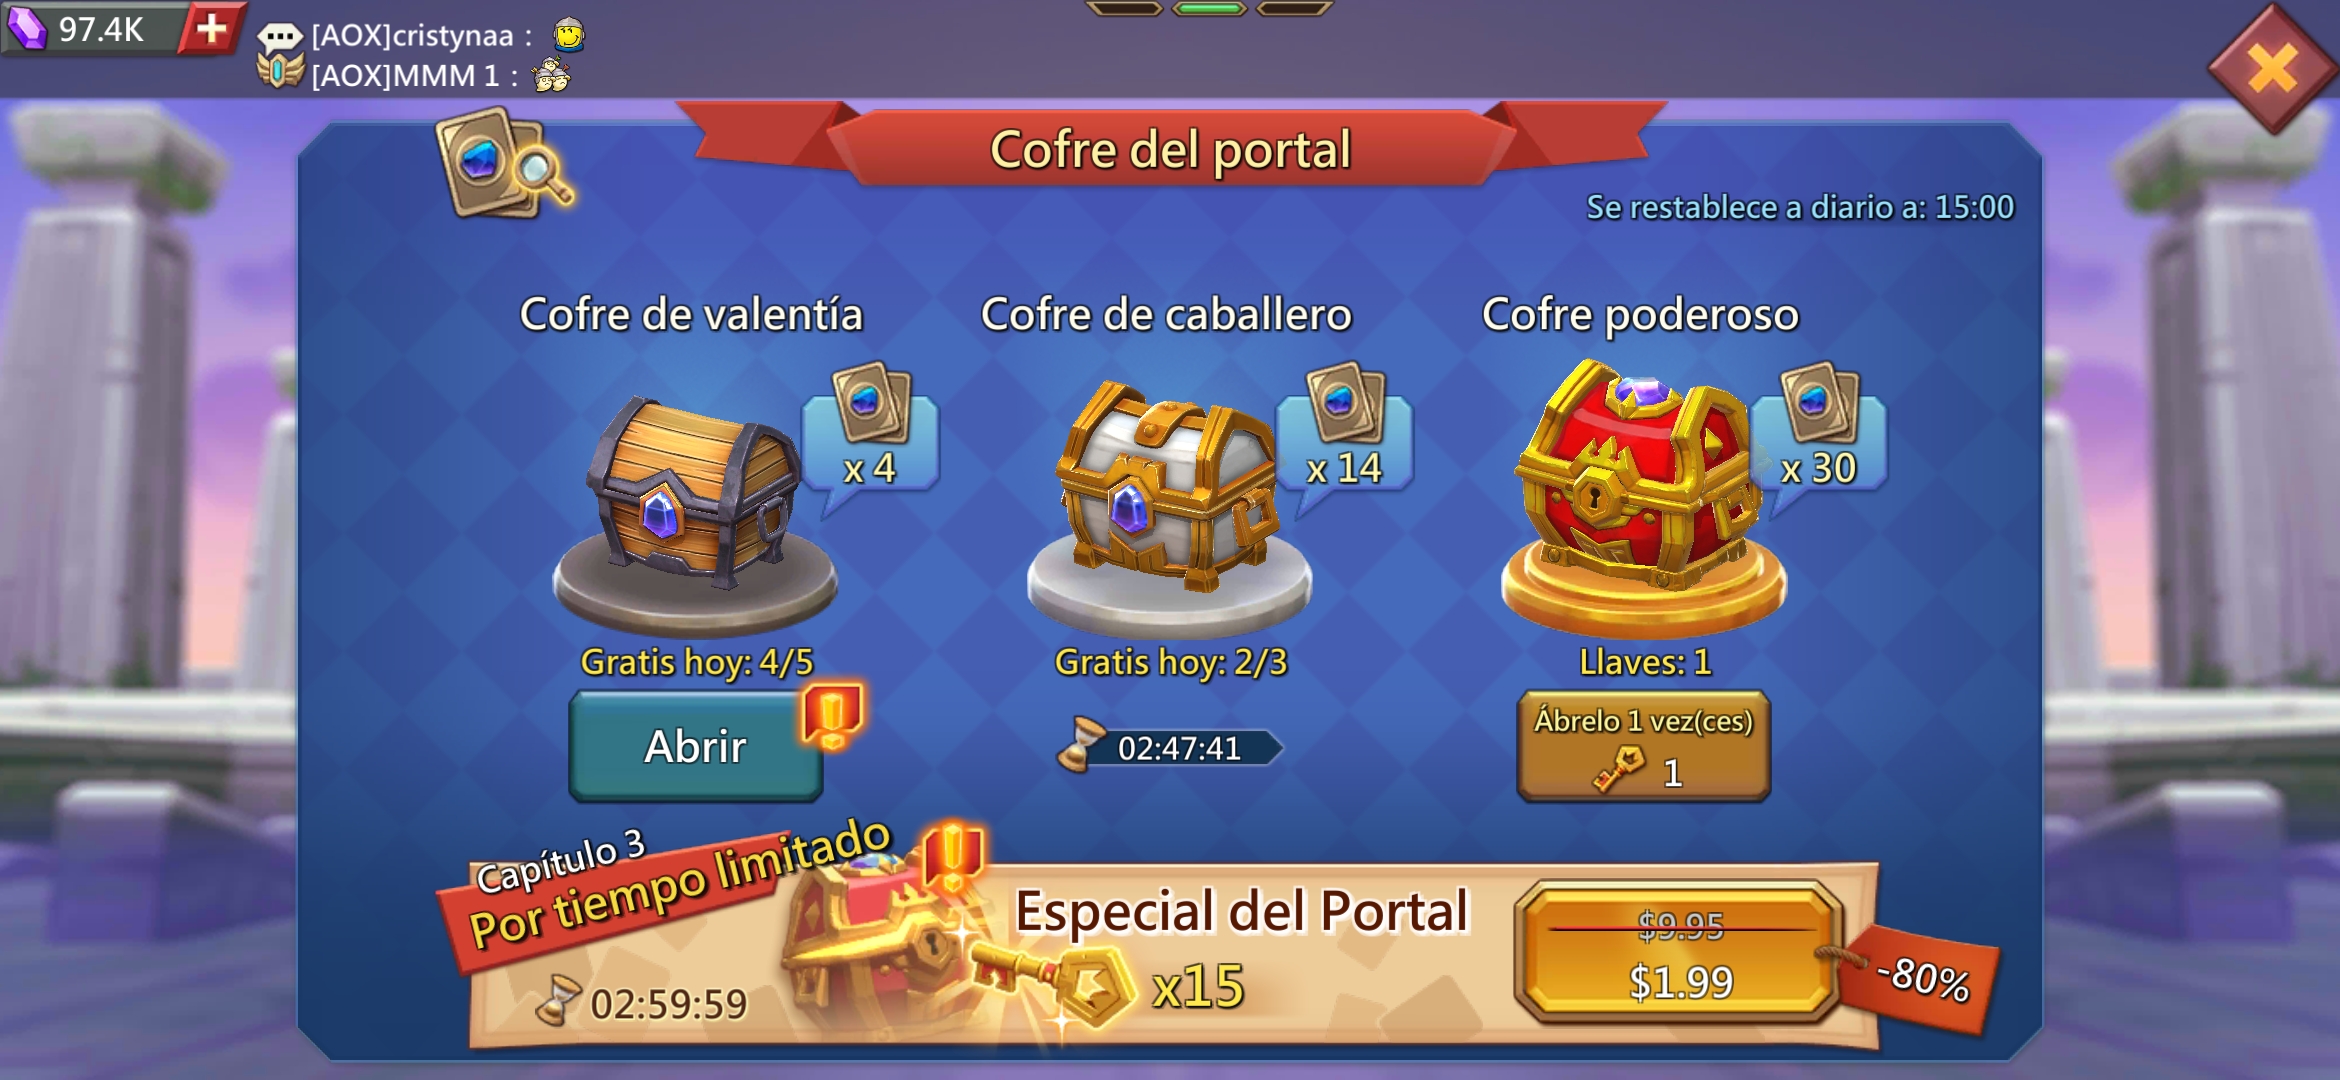 97.4K
[AOX]cristynaa :
[AOX]MMM 1 :
Cofre del portal
Se restablece a diario a: 15:00
Cofre de valentía
Cofre de caballero
Cofre poderoso
x 4
x 14
x 30
Gratis hoy: 4/5
Gratis hoy: 2/3
Llaves: 1
Abrir
02:47:41
Ábrelo 1 vez(ces)
1
Capítulo 3
Por tiempo limitado
02:59:59
Especial del Portal
x15
$9.95
$1.99
-80%